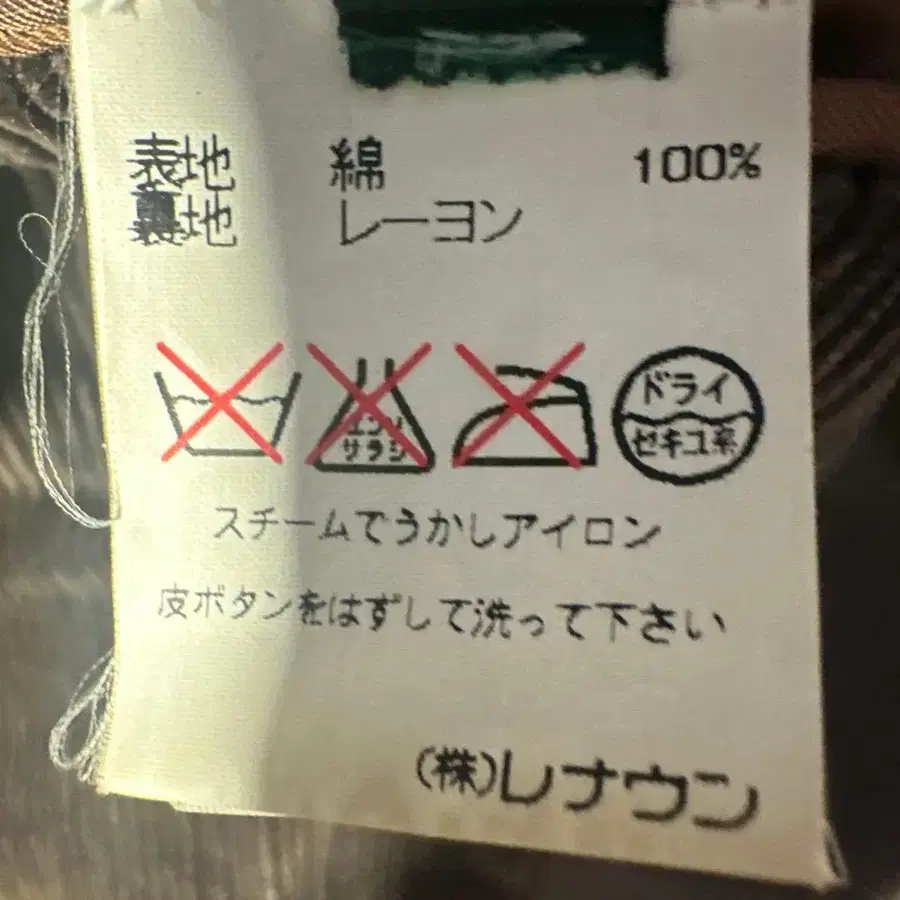 表地 綿 100%
裏地 レーヨン
エンソ
サラシ
ドライ
セキユ系
スチームでうかしアイロン
皮ボタンをはずして洗って下さい
(株)レナウン